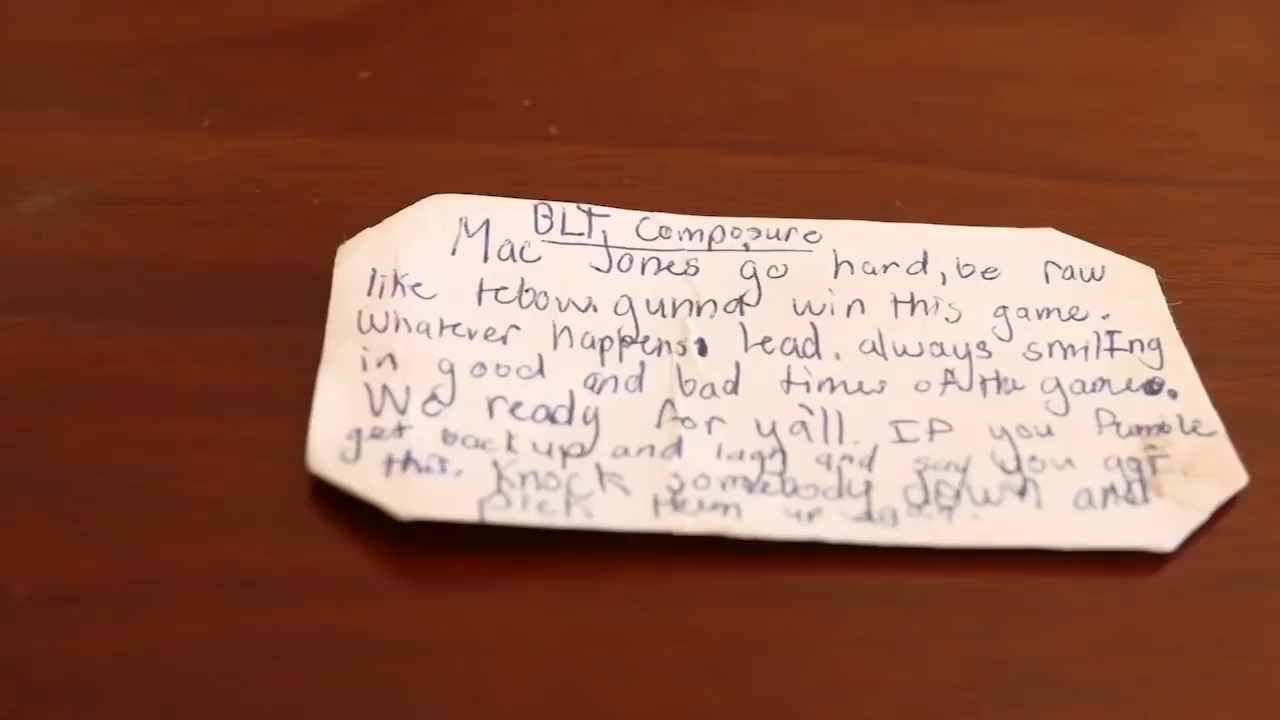 BLT, Composure
Mac Jones go hard, be raw
like tebow. gunna win this game.
Whatever happens. lead. always smilIng
in good and bad times of the game.
We ready for y'all. IF you fumble
get back up and and say you got
this. Knock somebody down and
pick them up again.